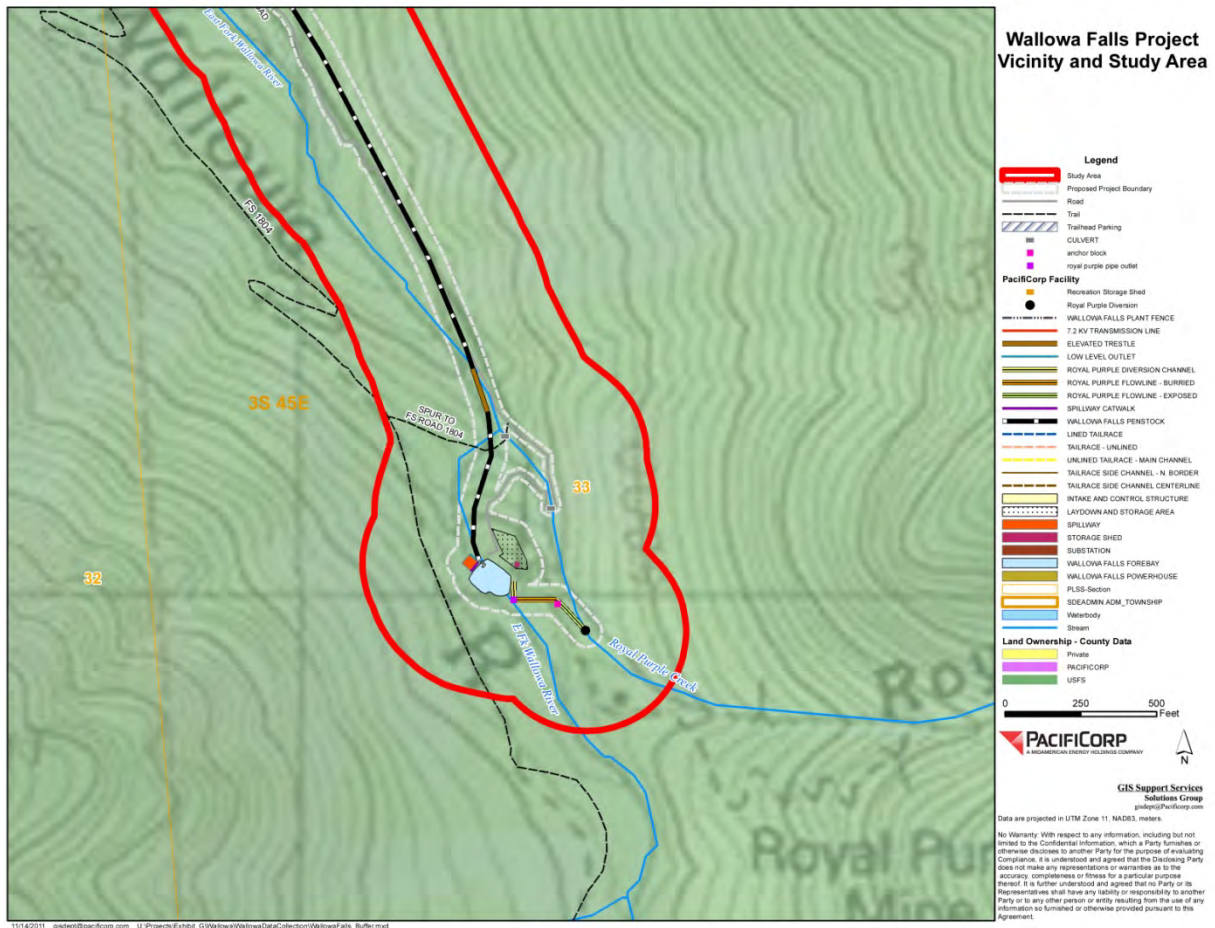 Wallowa Falls Project
Vicinity and Study Area
Legend
Study Area
Proposed Project Boundary
Road
Trail
Trailhead Parking
CULVERT
anchor block
royal purple pipe outlet
PacifiCorp Facility
Recreation Storage Shed
Royal Purple Diversion
WALLOWA FALLS PLANT FENCE
7.2 KV TRANSMISSION LINE
ELEVATED TRESTLE
LOW LEVEL OUTLET
ROYAL PURPLE DIVERSION CHANNEL
ROYAL PURPLE FLOWLINE - BURRIED
ROYAL PURPLE FLOWLINE - EXPOSED
SPILLWAY CATWALK
WALLOWA FALLS PENSTOCK
LINED TAILRACE
TAILRACE - UNLINED
UNLINED TAILRACE - MAIN CHANNEL
TAILRACE SIDE CHANNEL - N. BORDER
TAILRACE SIDE CHANNEL CENTERLINE
INTAKE AND CONTROL STRUCTURE
LAYDOWN AND STORAGE AREA
SPILLWAY
STORAGE SHED
SUBSTATION
WALLOWA FALLS FOREBAY
WALLOWA FALLS POWERHOUSE
PLSS-Section
SDEADMIN.ADM_TOWNSHIP
Waterbody
Stream
Land Ownership - County Data
Private
PACIFICORP
USFS
0 250 500
Feet
PACIFICORP
A MIDAMERICAN ENERGY HOLDINGS COMPANY
N
GIS Support Services
Solutions Group
gisdept@Pacificorp.com
Data are projected in UTM Zone 11, NAD83, meters.
No Warranty: With respect to any information, including but not
limited to the Confidential Information, which a Party furnishes or
otherwise discloses to another Party for the purpose of evaluating
Compliance, it is understood and agreed that the Disclosing Party
does not make any representations or warranties as to the
accuracy, completeness or fitness for a particular purpose
thereof. It is further understood and agreed that no Party or its
Representatives shall have any liability or responsibility to another
Party or to any other person or entity resulting from the use of any
information so furnished or otherwise provided pursuant to this
Agreement.
East Fork Wallowa River
Wallowa
FS 1804
3S 45E
SPUR TO
FS ROAD 1804
33
32
E Fk Wallowa River
Royal Purple Creek
Royal Pur
Mine
11/14/2011 gisdept@pacificorp.com U:\Projects\Exhibit_G\Wallowa\WallowaDataCollection\WallowaFalls_Buffer.mxd